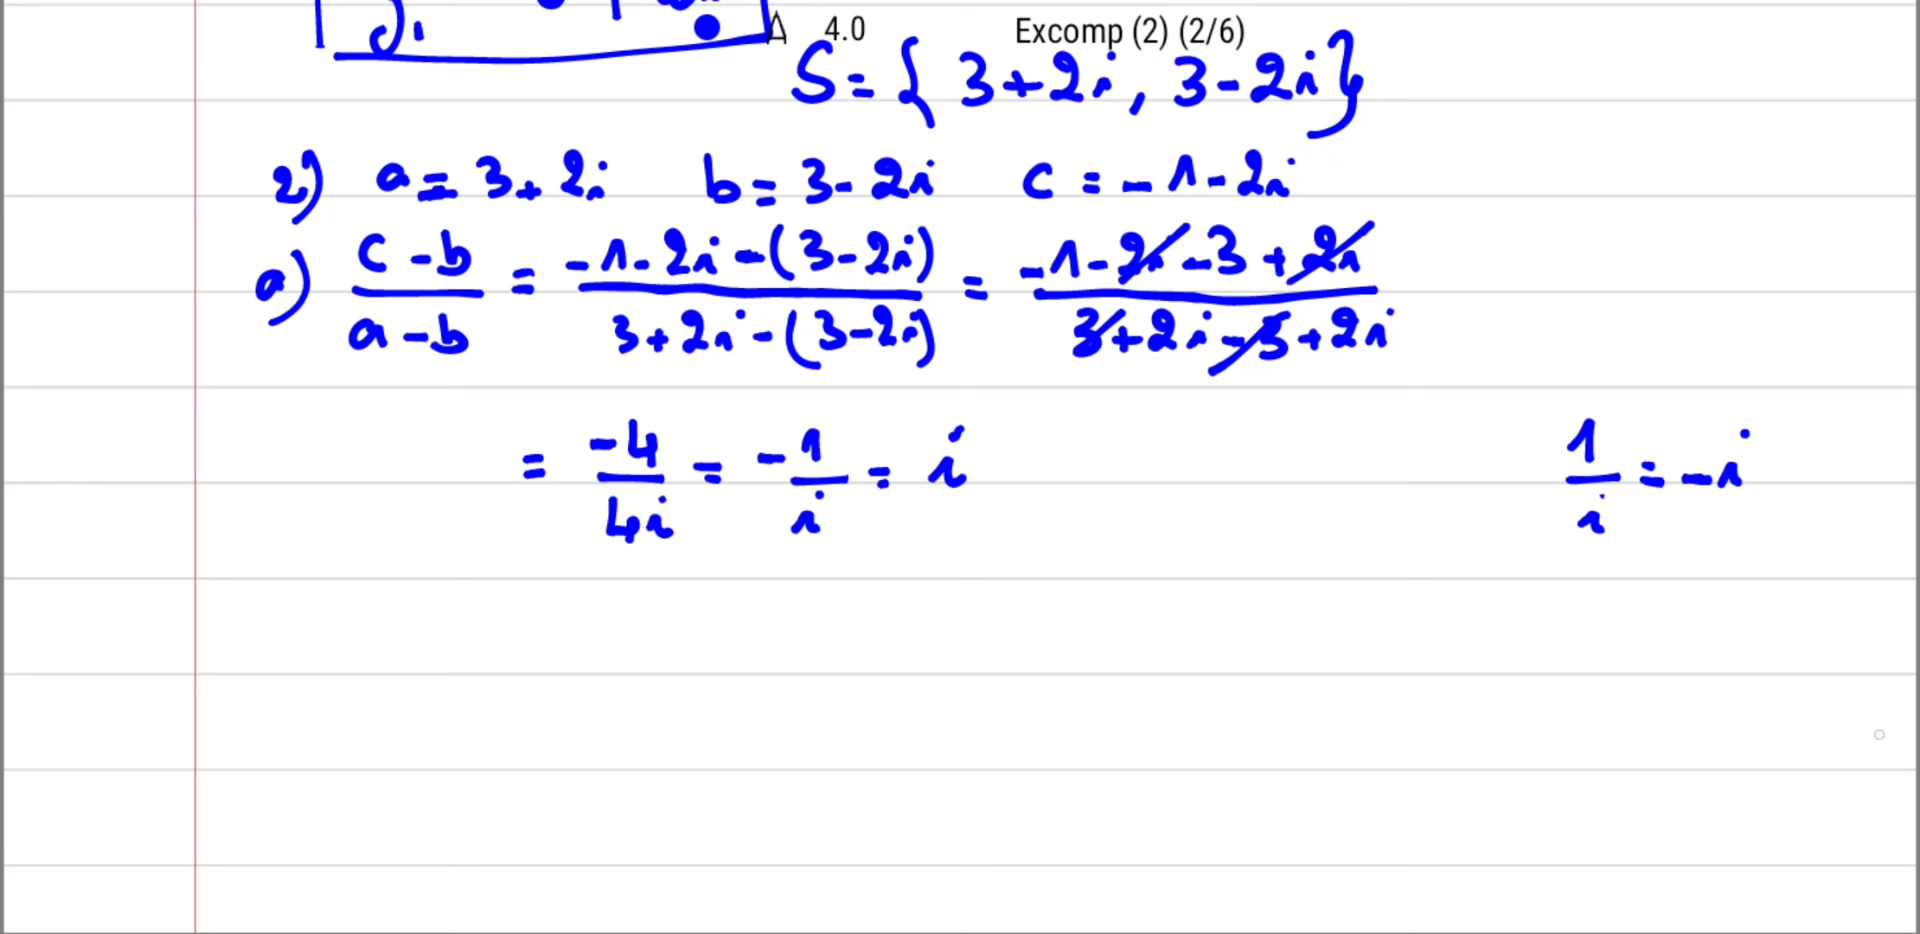 Δ 4.0 Excomp (2) (2/6)
S = { 3+2i , 3-2i }
2) a = 3+2i b = 3-2i c = -1-2i
a) (c-b)/(a-b) = (-1-2i-(3-2i))/(3+2i-(3-2i)) = (-1-2i-3+2i)/(3+2i-3+2i)
= -4/4i = -1/i = i 1/i = -i